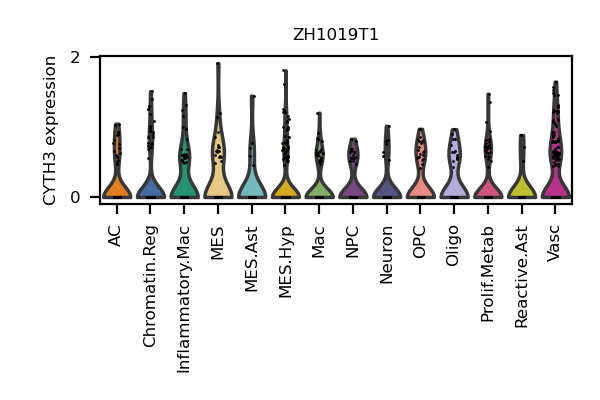 ZH1019T1
CYTH3 expression
2
0
AC
Chromatin.Reg
Inflammatory.Mac
MES
MES.Ast
MES.Hyp
Mac
NPC
Neuron
OPC
Oligo
Prolif.Metab
Reactive.Ast
Vasc